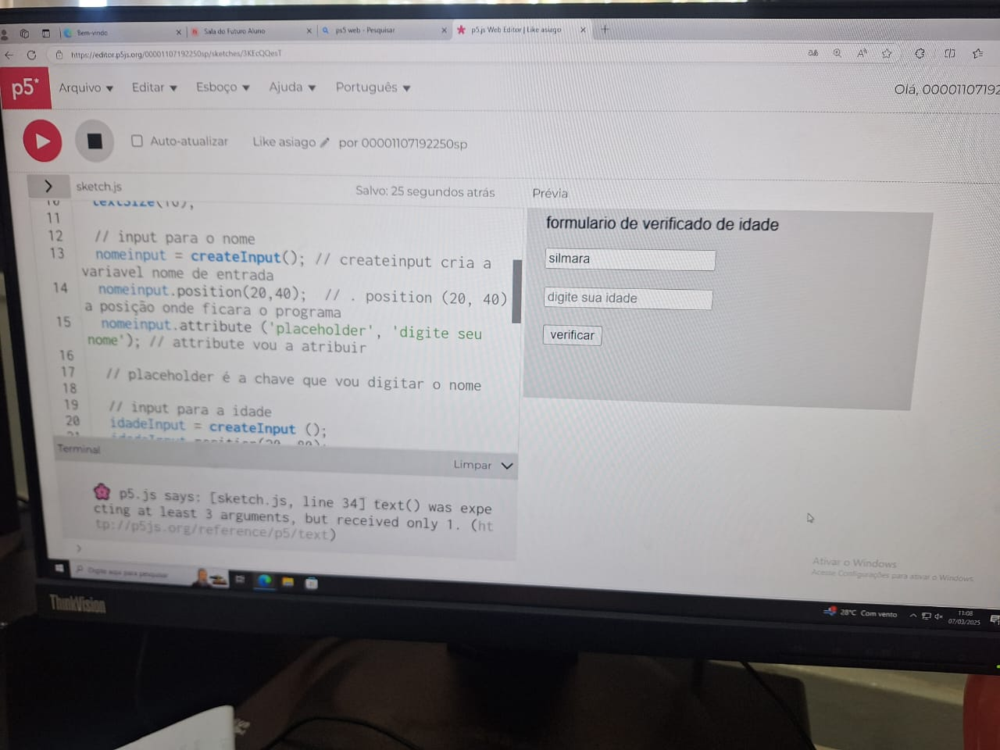 Bem-vindo
Sala do Futuro Aluno
ps5 web - Pesquisar
p5.js Web Editor | Like asiago
https://editor.p5js.org/00001107192250sp/sketches/3KEcQQesT
p5*
Arquivo
Editar
Esboço
Ajuda
Português
Olá, 00001107192
Auto-atualizar
Like asiago
por 00001107192250sp
sketch.js
Salvo: 25 segundos atrás
Prévia
10 textSize(16);
11
12 // input para o nome
13 nomeinput = createInput(); // createinput cria a
variavel nome de entrada
14 nomeinput.position(20,40); // . position (20, 40)
a posição onde ficara o programa
15 nomeinput.attribute ('placeholder', 'digite seu
nome'); // attribute vou a atribuir
16
17 // placeholder é a chave que vou digitar o nome
18
19 // input para a idade
20 idadeInput = createInput ();
21
formulario de verificado de idade
silmara
digite sua idade
verificar
Terminal
Limpar
p5.js says: [sketch.js, line 34] text() was expe
cting at least 3 arguments, but received only 1. (ht
tp://p5js.org/reference/p5/text)
Ativar o Windows
Acesse Configurações para ativar o Windows.
Digite aqui para pesquisar
28°C Com vento
11:08
07/03/2025
ThinkVision